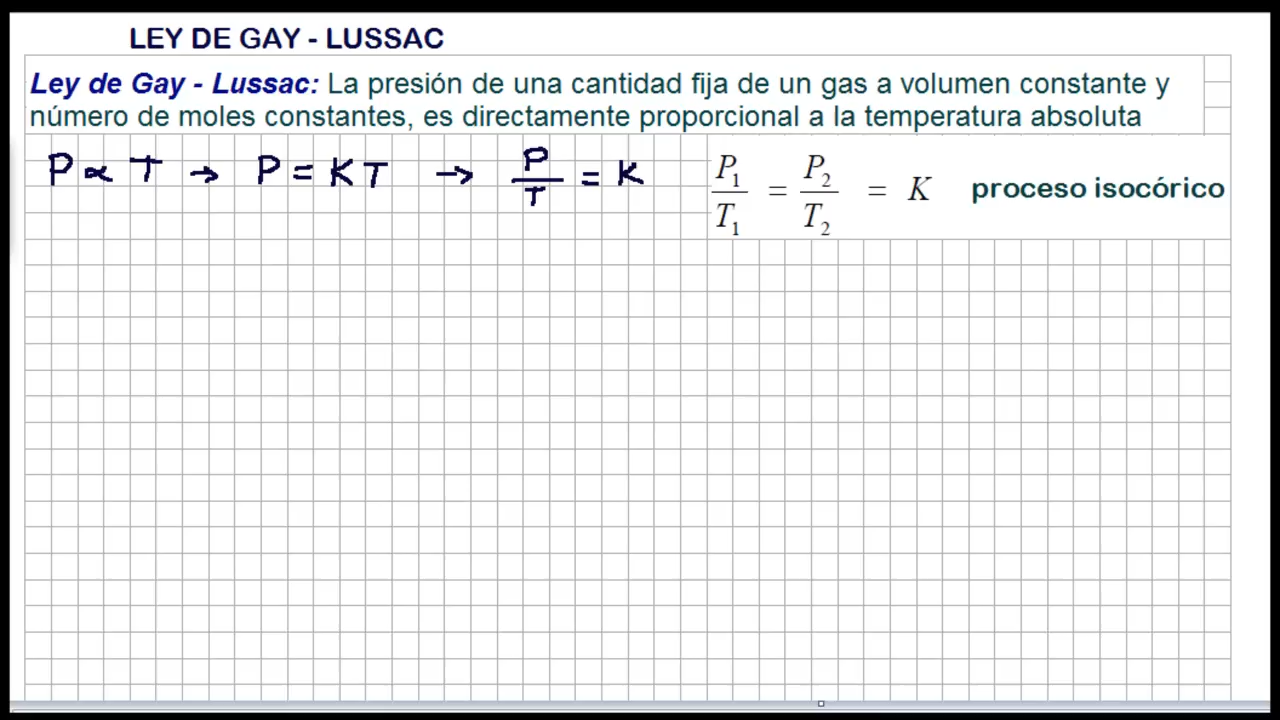 LEY DE GAY - LUSSAC
Ley de Gay - Lussac: La presión de una cantidad fija de un gas a volumen constante y
número de moles constantes, es directamente proporcional a la temperatura absoluta
P ∝ T → P = KT → P/T = K P₁/T₁ = P₂/T₂ = K proceso isocórico